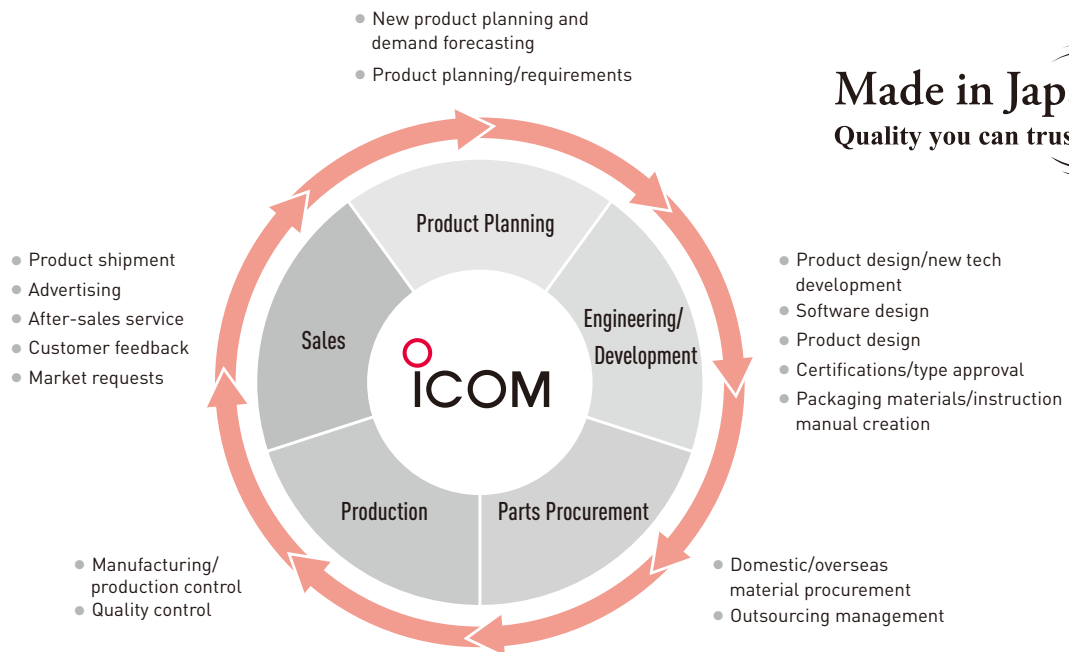 New product planning and
demand forecasting
Product planning/requirements
Made in Jap
Quality you can trus
Product Planning
Product shipment
Advertising
After-sales service
Customer feedback
Market requests
Sales
Engineering/
Development
Product design/new tech
development
Software design
Product design
Certifications/type approval
Packaging materials/instruction
manual creation
ICOM
Production
Parts Procurement
Manufacturing/
production control
Quality control
Domestic/overseas
material procurement
Outsourcing management